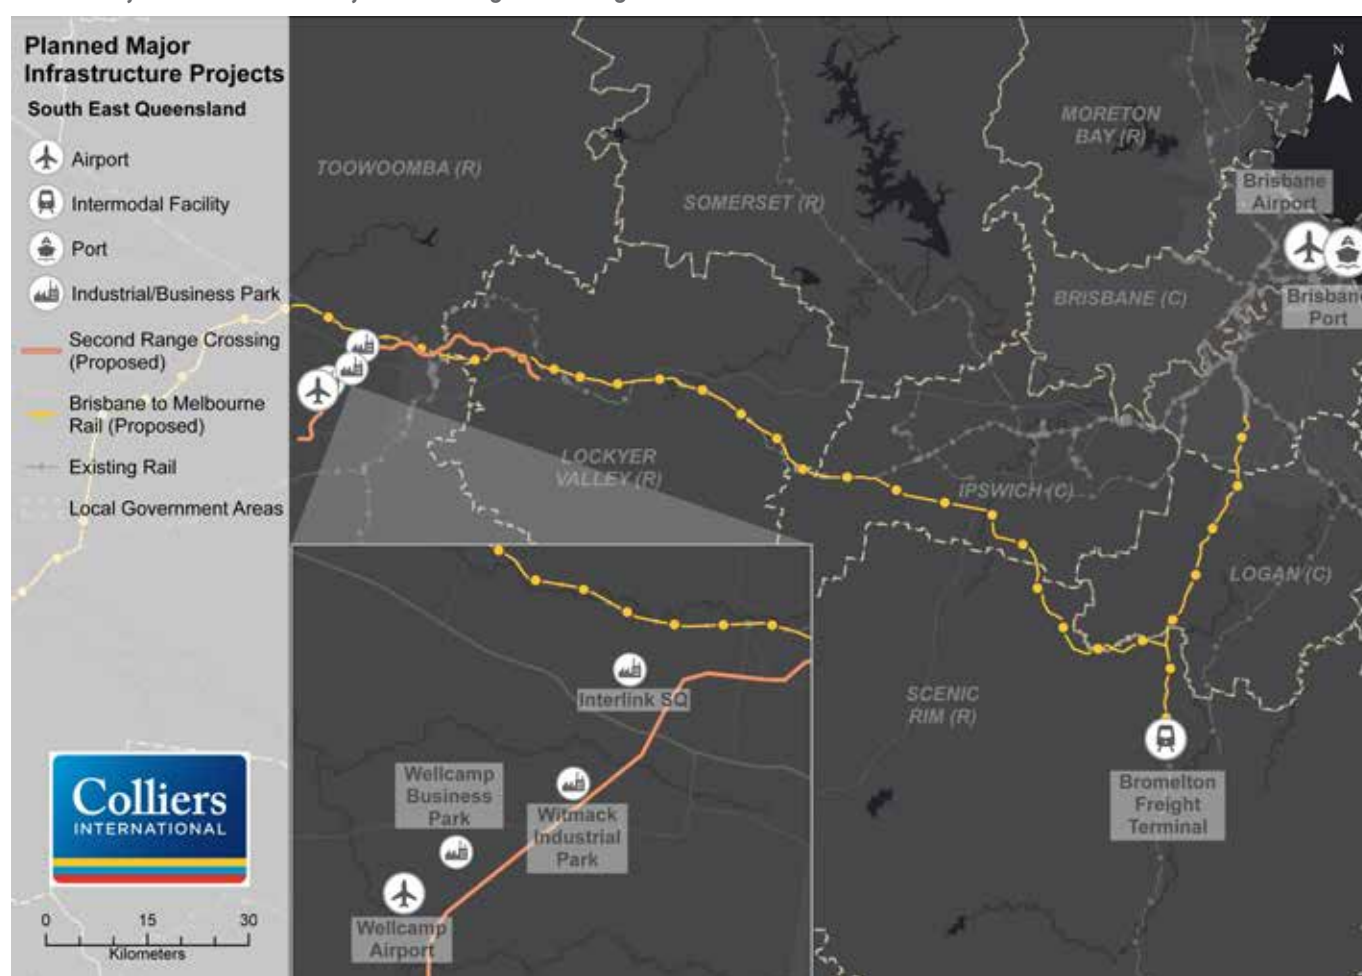 Planned Major
Infrastructure Projects
South East Queensland
Airport
Intermodal Facility
Port
Industrial/Business Park
Second Range Crossing
(Proposed)
Brisbane to Melbourne
Rail (Proposed)
Existing Rail
Local Government Areas
Colliers
INTERNATIONAL
0 15 30
Kilometers
N
TOOWOOMBA (R)
SOMERSET (R)
MORETON
BAY (R)
Brisbane
Airport
BRISBANE (C)
Brisbane
Port
LOCKYER
VALLEY (R)
IPSWICH (C)
LOGAN (C)
SCENIC
RIM (R)
Bromelton
Freight
Terminal
Interlink SQ
Wellcamp
Business
Park
Witmack
Industrial
Park
Wellcamp
Airport